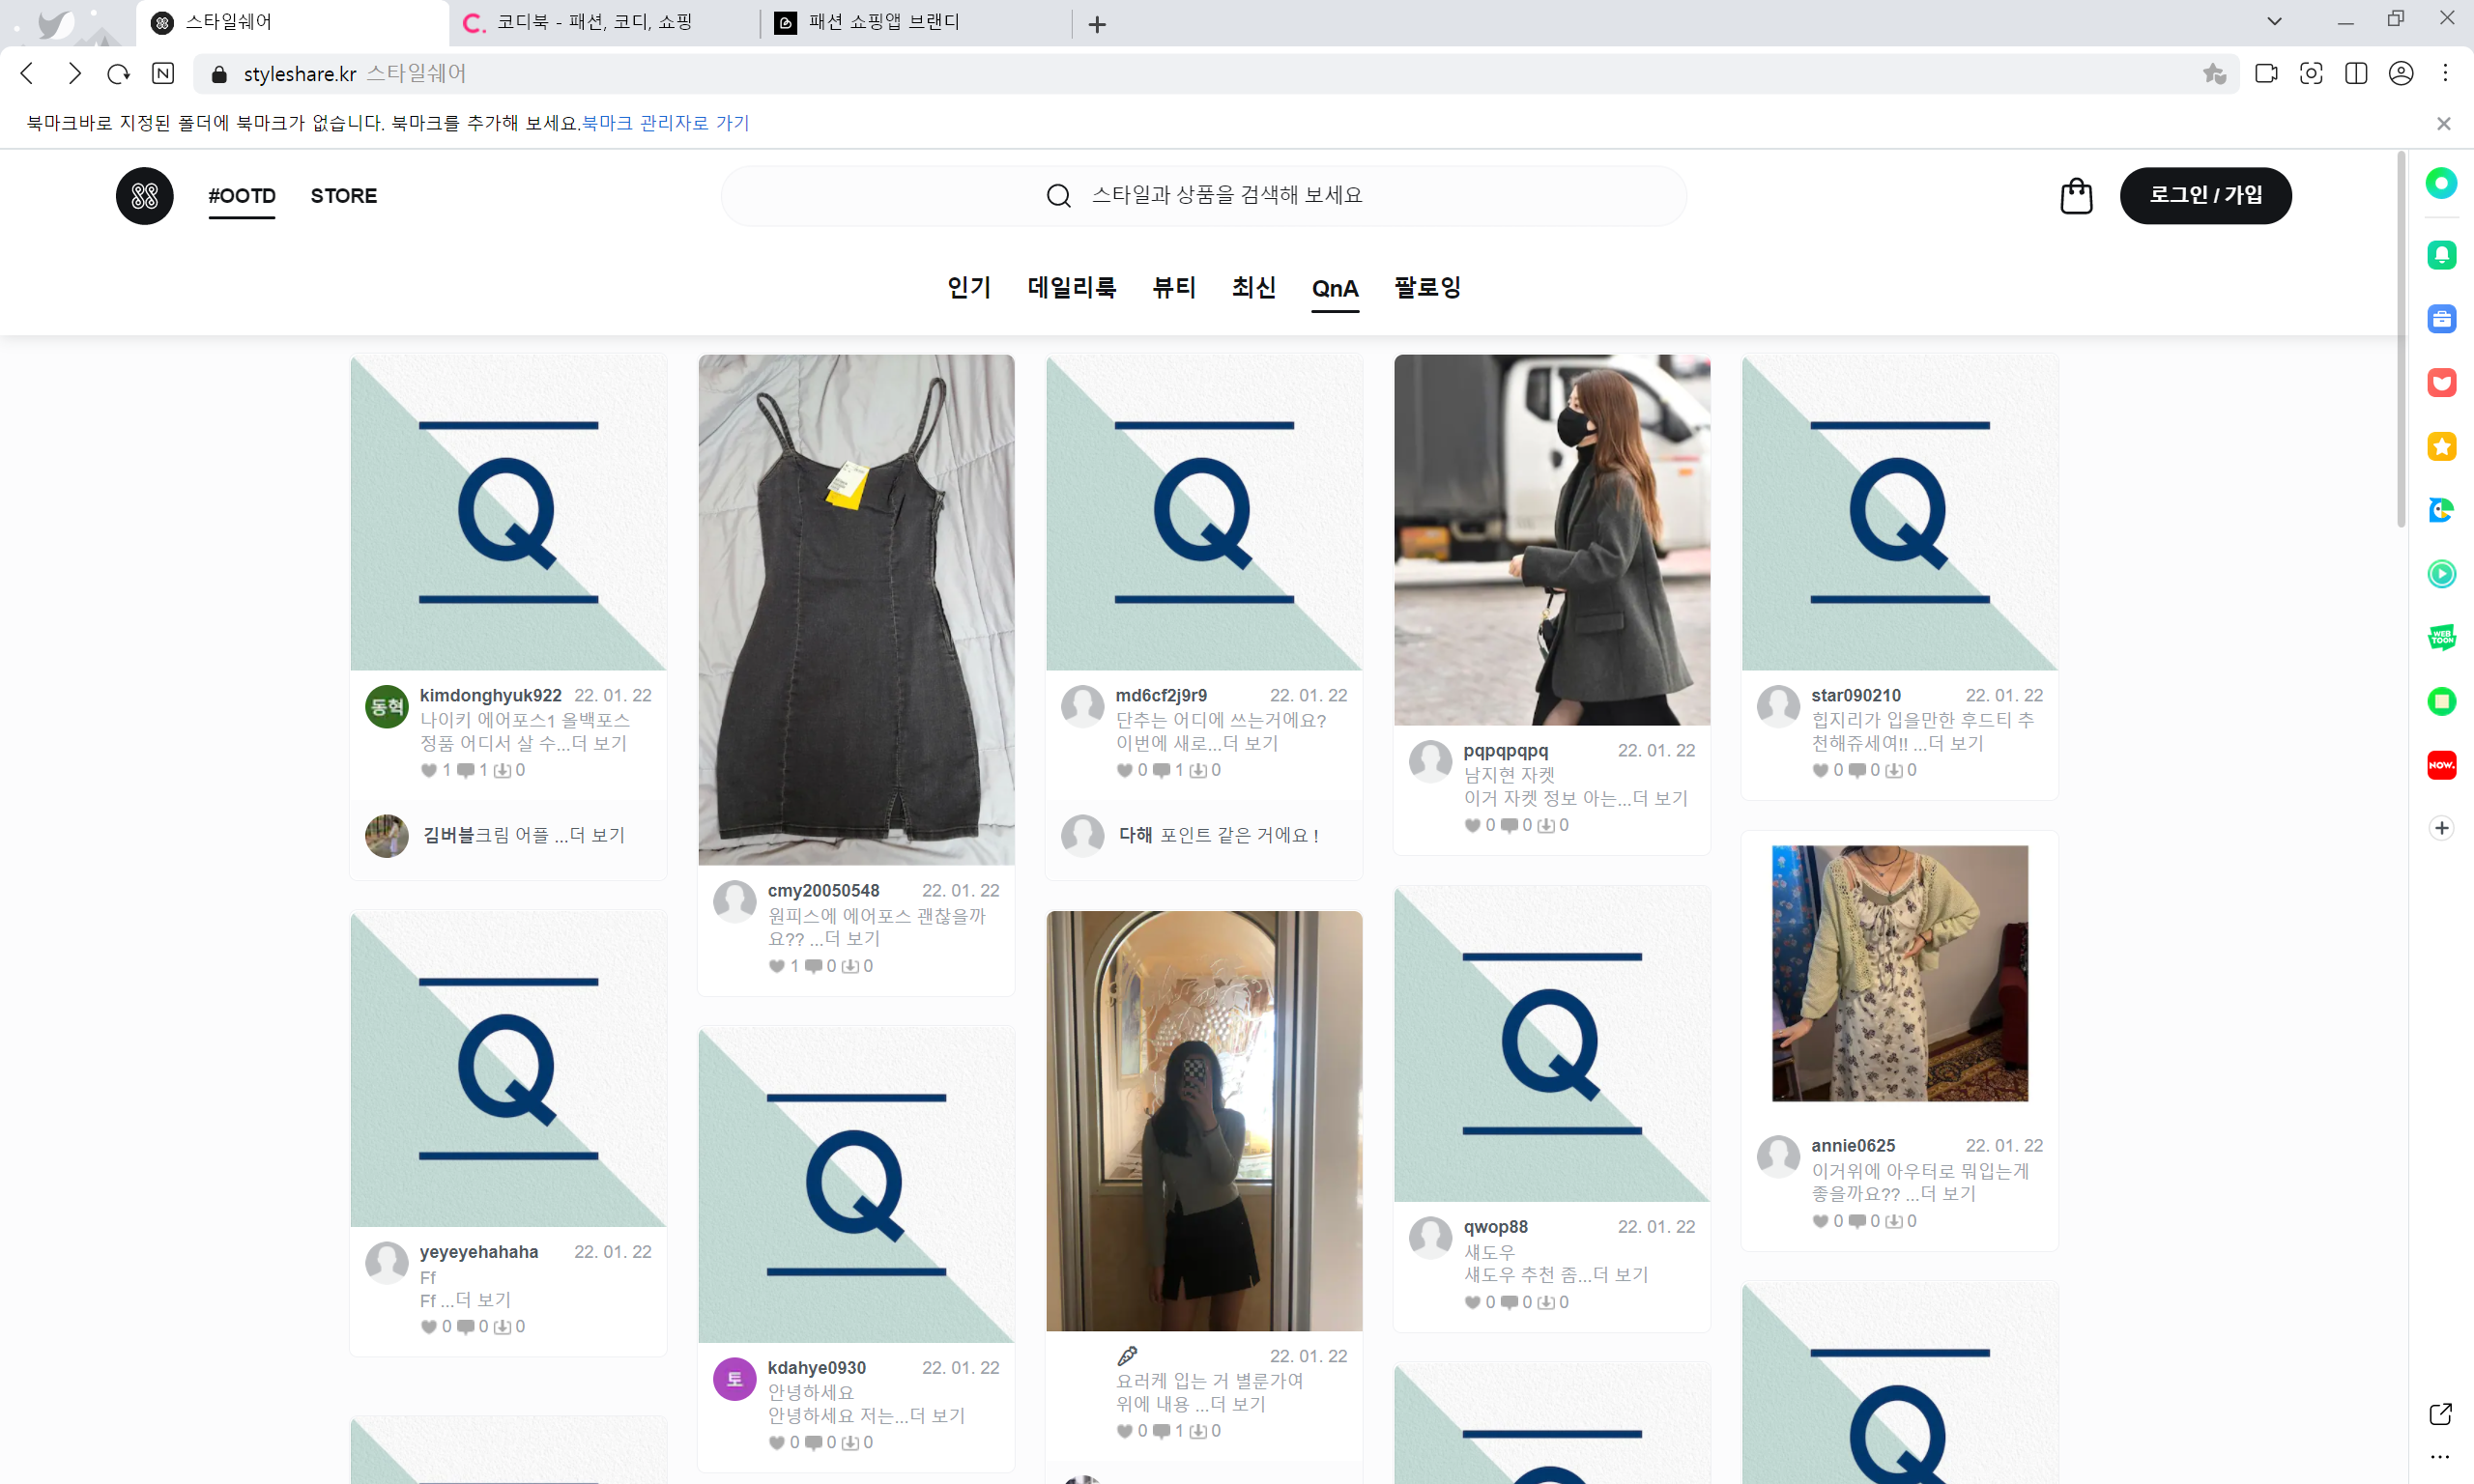 스타일쉐어
코디북 - 패션, 코디, 쇼핑
패션 쇼핑앱 브랜디
styleshare.kr 스타일쉐어
북마크바로 지정된 폴더에 북마크가 없습니다. 북마크를 추가해 보세요.북마크 관리자로 가기
#OOTD
STORE
스타일과 상품을 검색해 보세요
로그인 / 가입
인기
데일리룩
뷰티
최신
QnA
팔로잉
Q
동혁
kimdonghyuk922 22. 01. 22
나이키 에어포스1 올백포스
정품 어디서 살 수...더 보기
1 1 0
김버블크림 어플 ...더 보기
Q
yeyeyehahaha 22. 01. 22
Ff
Ff ...더 보기
0 0 0
cmy20050548 22. 01. 22
원피스에 에어포스 괜찮을까
요?? ...더 보기
1 0 0
Q
토
kdahye0930 22. 01. 22
안녕하세요
안녕하세요 저는...더 보기
0 0 0
Q
md6cf2j9r9 22. 01. 22
단추는 어디에 쓰는거에요?
이번에 새로...더 보기
0 1 0
다해 포인트 같은 거에요 !
22. 01. 22
요러케 입는 거 별룬가여
위에 내용 ...더 보기
0 1 0
pqpqpqpq 22. 01. 22
남지현 자켓
이거 자켓 정보 아는...더 보기
0 0 0
Q
qwop88 22. 01. 22
섀도우
섀도우 추천 좀...더 보기
0 0 0
Q
star090210 22. 01. 22
힙지리가 입을만한 후드티 추
천해쥬세여!! ...더 보기
0 0 0
annie0625 22. 01. 22
이거위에 아우터로 뭐입는게
좋을까요?? ...더 보기
0 0 0
Q
WEB
TOON
NOW.